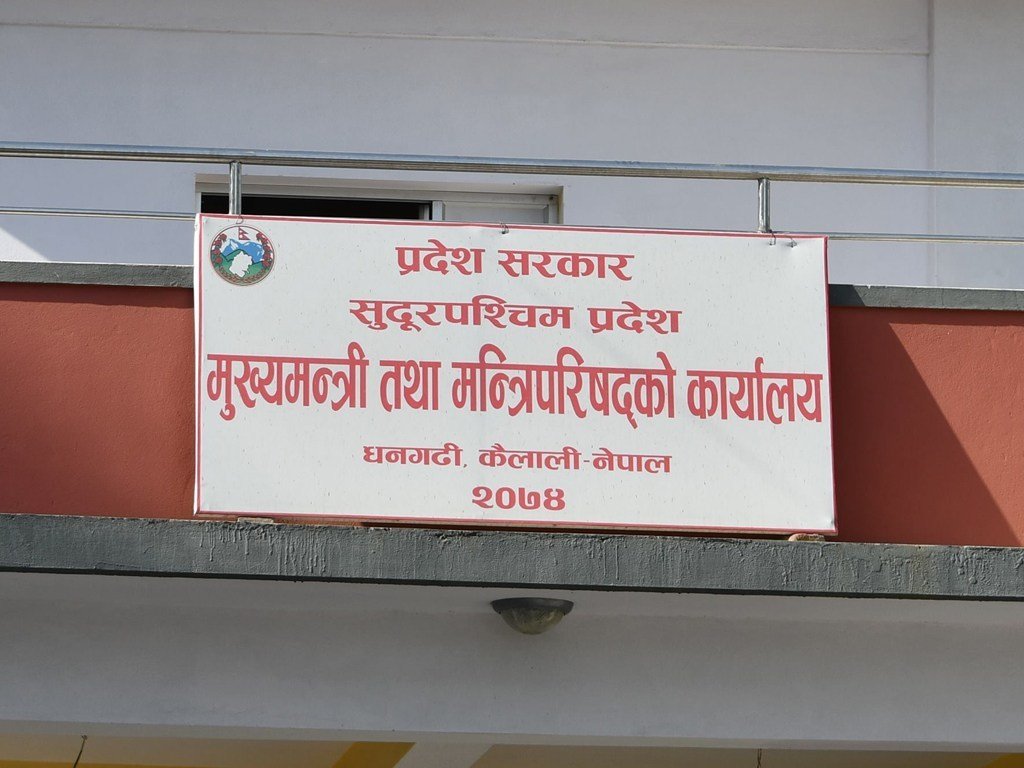 प्रदेश सरकार
सुदूरपश्चिम प्रदेश
मुख्यमन्त्री तथा मन्त्रिपरिषद्को कार्यालय
धनगढी, कैलाली-नेपाल
२०७४